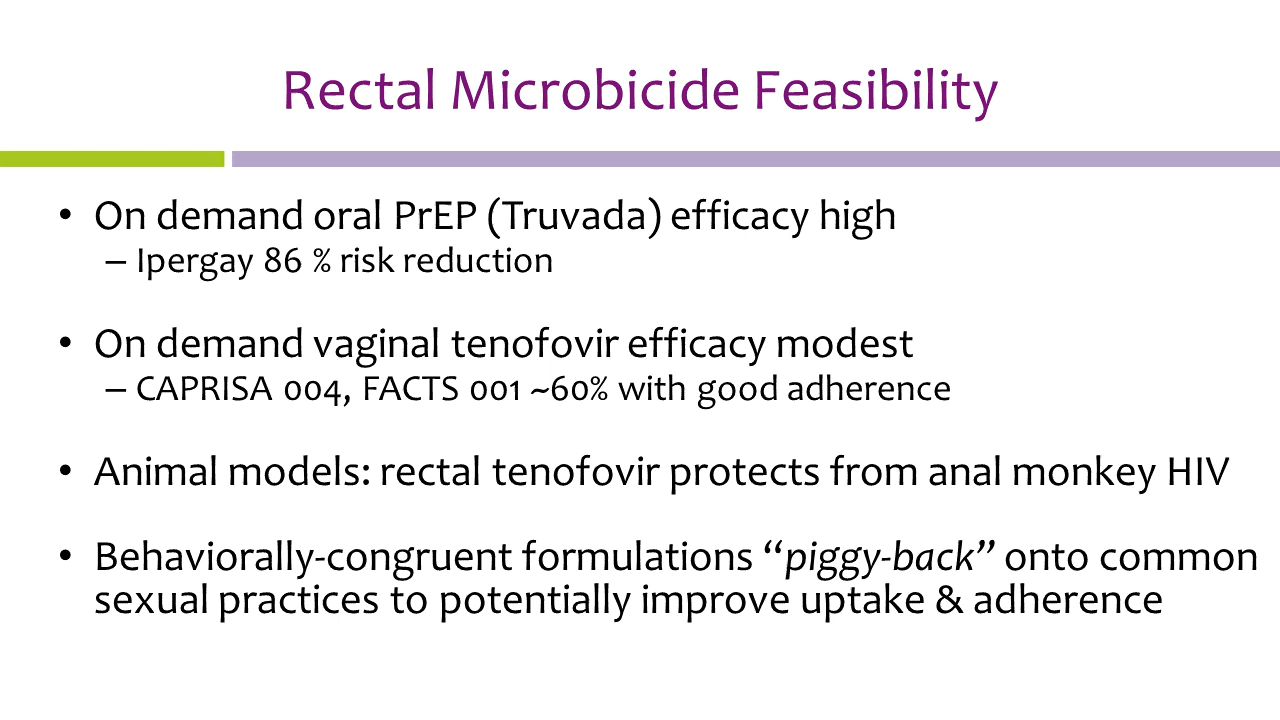 Rectal Microbicide Feasibility
• On demand oral PrEP (Truvada) efficacy high
– Ipergay 86 % risk reduction
• On demand vaginal tenofovir efficacy modest
– CAPRISA 004, FACTS 001 ~60% with good adherence
• Animal models: rectal tenofovir protects from anal monkey HIV
• Behaviorally-congruent formulations “piggy-back” onto common
sexual practices to potentially improve uptake & adherence